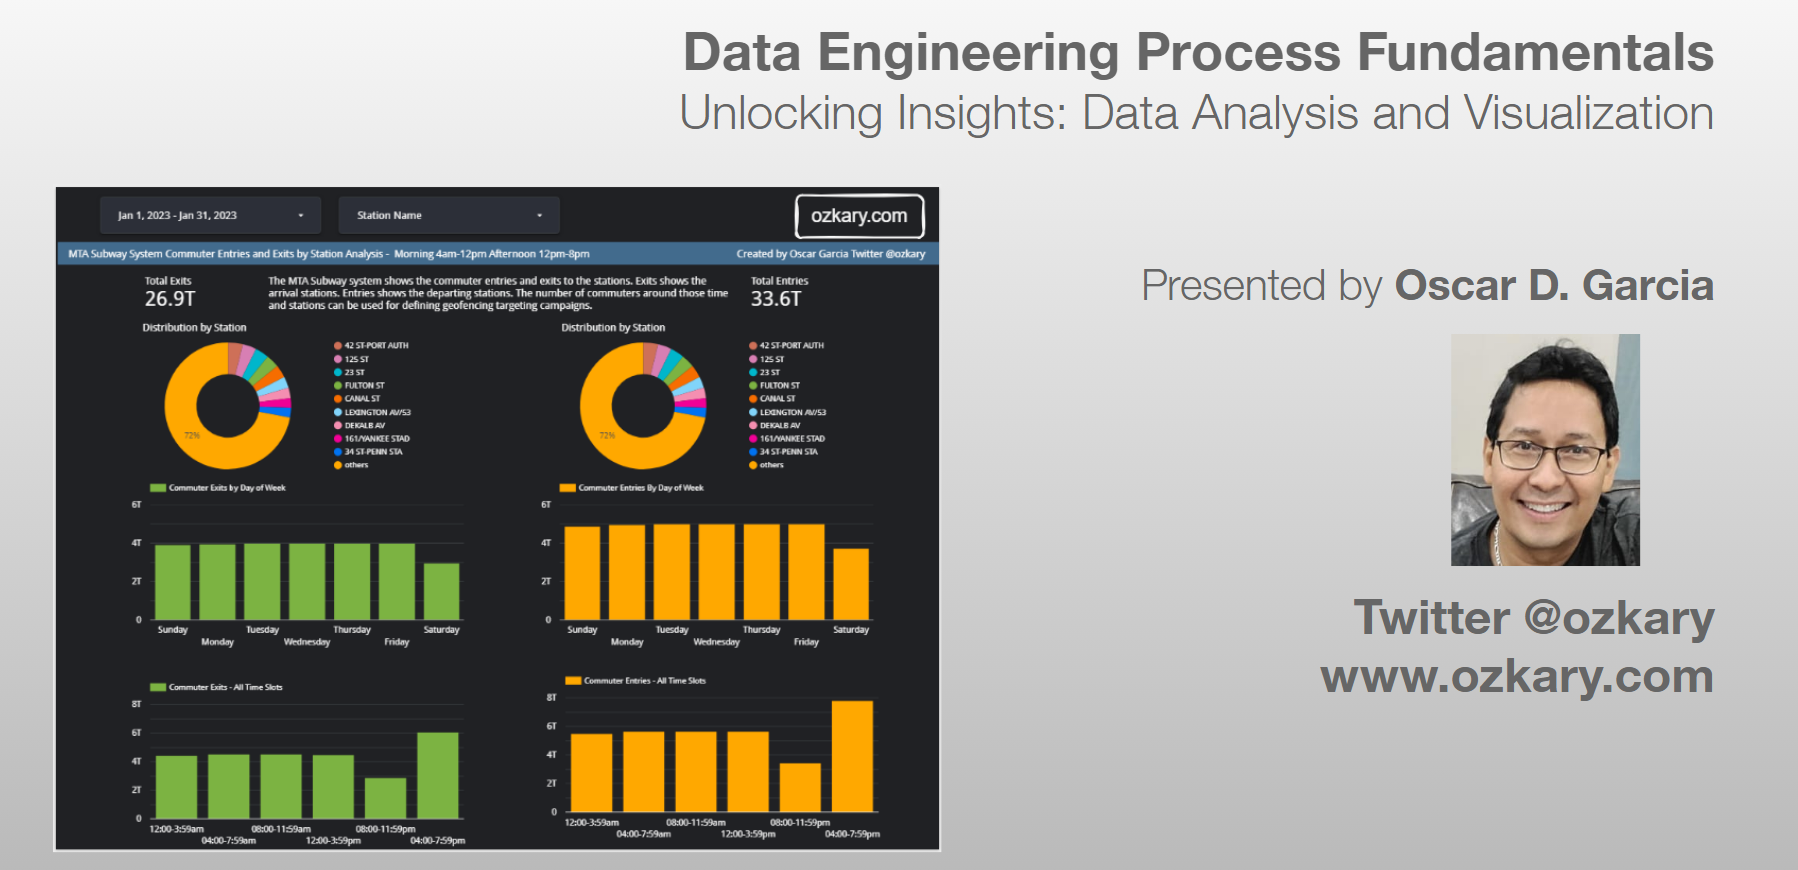 Data Engineering Process Fundamentals
Unlocking Insights: Data Analysis and Visualization
Jan 1, 2023 - Jan 31, 2023
Station Name
ozkary.com
MTA Subway System Commuter Entries and Exits by Station Analysis - Morning 4am-12pm Afternoon 12pm-8pm
Created by Oscar Garcia Twitter @ozkary
Total Exits
26.9T
The MTA Subway system shows the commuter entries and exits to the stations. Exits shows the
arrival stations. Entries shows the departing stations. The number of commuters around those time
and stations can be used for defining geofencing targeting campaigns.
Total Entries
33.6T
Distribution by Station
72%
42 ST-PORT AUTH
125 ST
23 ST
FULTON ST
CANAL ST
LEXINGTON AV/53
DEKALB AV
161/YANKEE STAD
34 ST-PENN STA
others
Distribution by Station
72%
42 ST-PORT AUTH
125 ST
23 ST
FULTON ST
CANAL ST
LEXINGTON AV/53
DEKALB AV
161/YANKEE STAD
34 ST-PENN STA
others
Commuter Exits by Day of Week
6T
4T
2T
0
Sunday
Monday
Tuesday
Wednesday
Thursday
Friday
Saturday
Commuter Entries By Day of Week
6T
4T
2T
0
Sunday
Monday
Tuesday
Wednesday
Thursday
Friday
Saturday
Commuter Exits - All Time Slots
8T
6T
4T
2T
0
12:00-3:59am
04:00-7:59am
08:00-11:59am
12:00-3:59pm
08:00-11:59pm
04:00-7:59pm
Commuter Entries - All Time Slots
8T
6T
4T
2T
0
12:00-3:59am
04:00-7:59am
08:00-11:59am
12:00-3:59pm
08:00-11:59pm
04:00-7:59pm
Presented by Oscar D. Garcia
Twitter @ozkary
www.ozkary.com